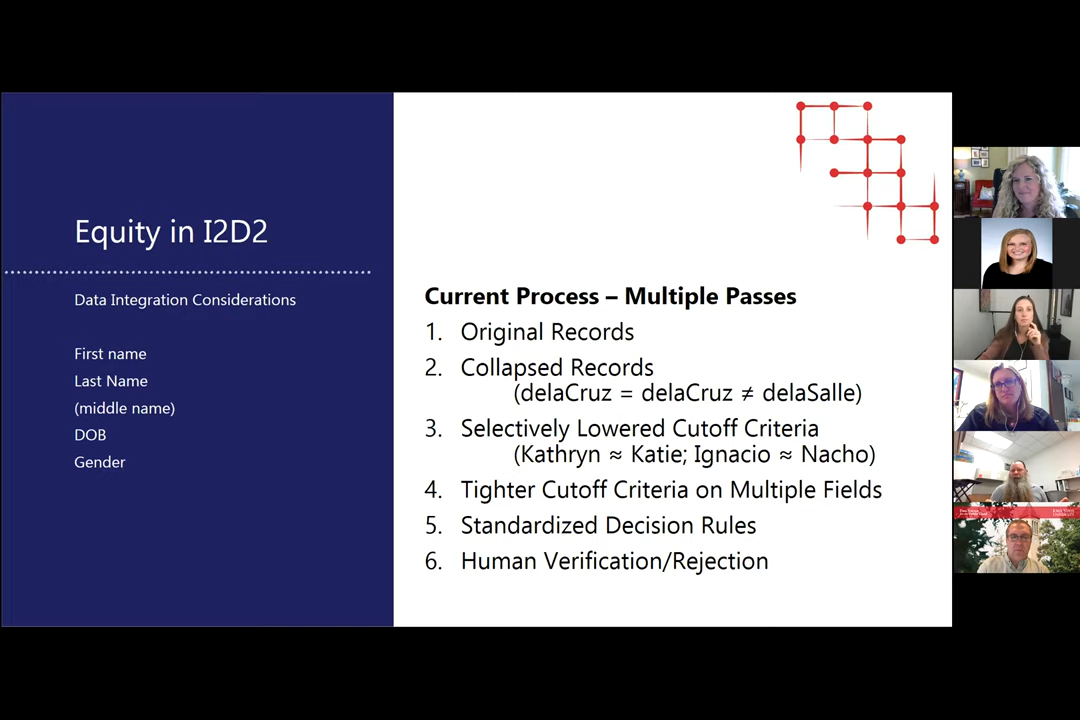 Equity in I2D2
Data Integration Considerations
First name
Last Name
(middle name)
DOB
Gender
Current Process – Multiple Passes
1. Original Records
2. Collapsed Records
(delaCruz = delaCruz ≠ delaSalle)
3. Selectively Lowered Cutoff Criteria
(Kathryn ≈ Katie; Ignacio ≈ Nacho)
4. Tighter Cutoff Criteria on Multiple Fields
5. Standardized Decision Rules
6. Human Verification/Rejection